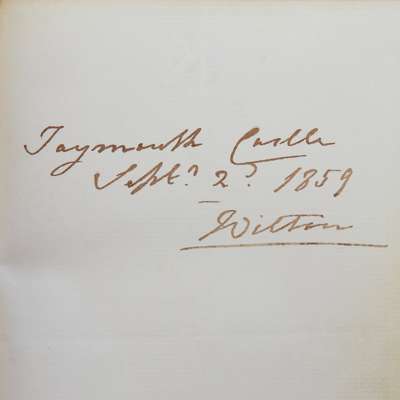 Taymouth Castle
Septr. 2d. 1859
Wilton